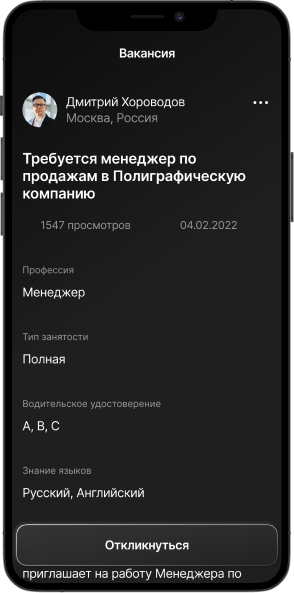 Вакансия
Дмитрий Хороводов
Москва, Россия
Требуется менеджер по
продажам в Полиграфическую
компанию
1547 просмотров 04.02.2022
Профессия
Менеджер
Тип занятости
Полная
Водительское удостоверение
A, B, C
Знание языков
Русский, Английский
Откликнуться
приглашает на работу Менеджера по